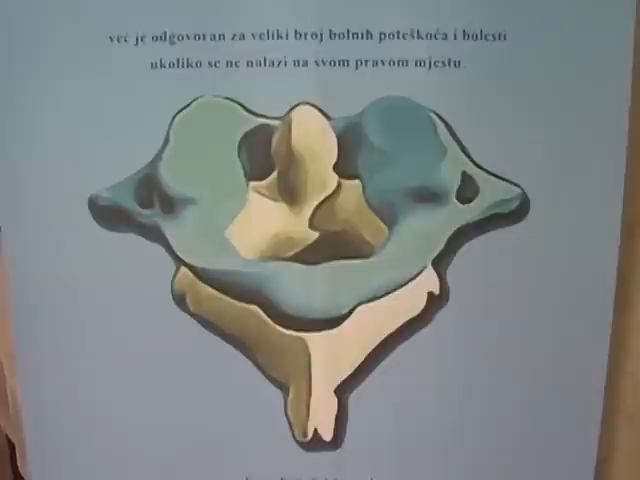 već je odgovoran za veliki broj bolnih poteškoća i bolesti
ukoliko se ne nalazi na svom pravom mjestu.